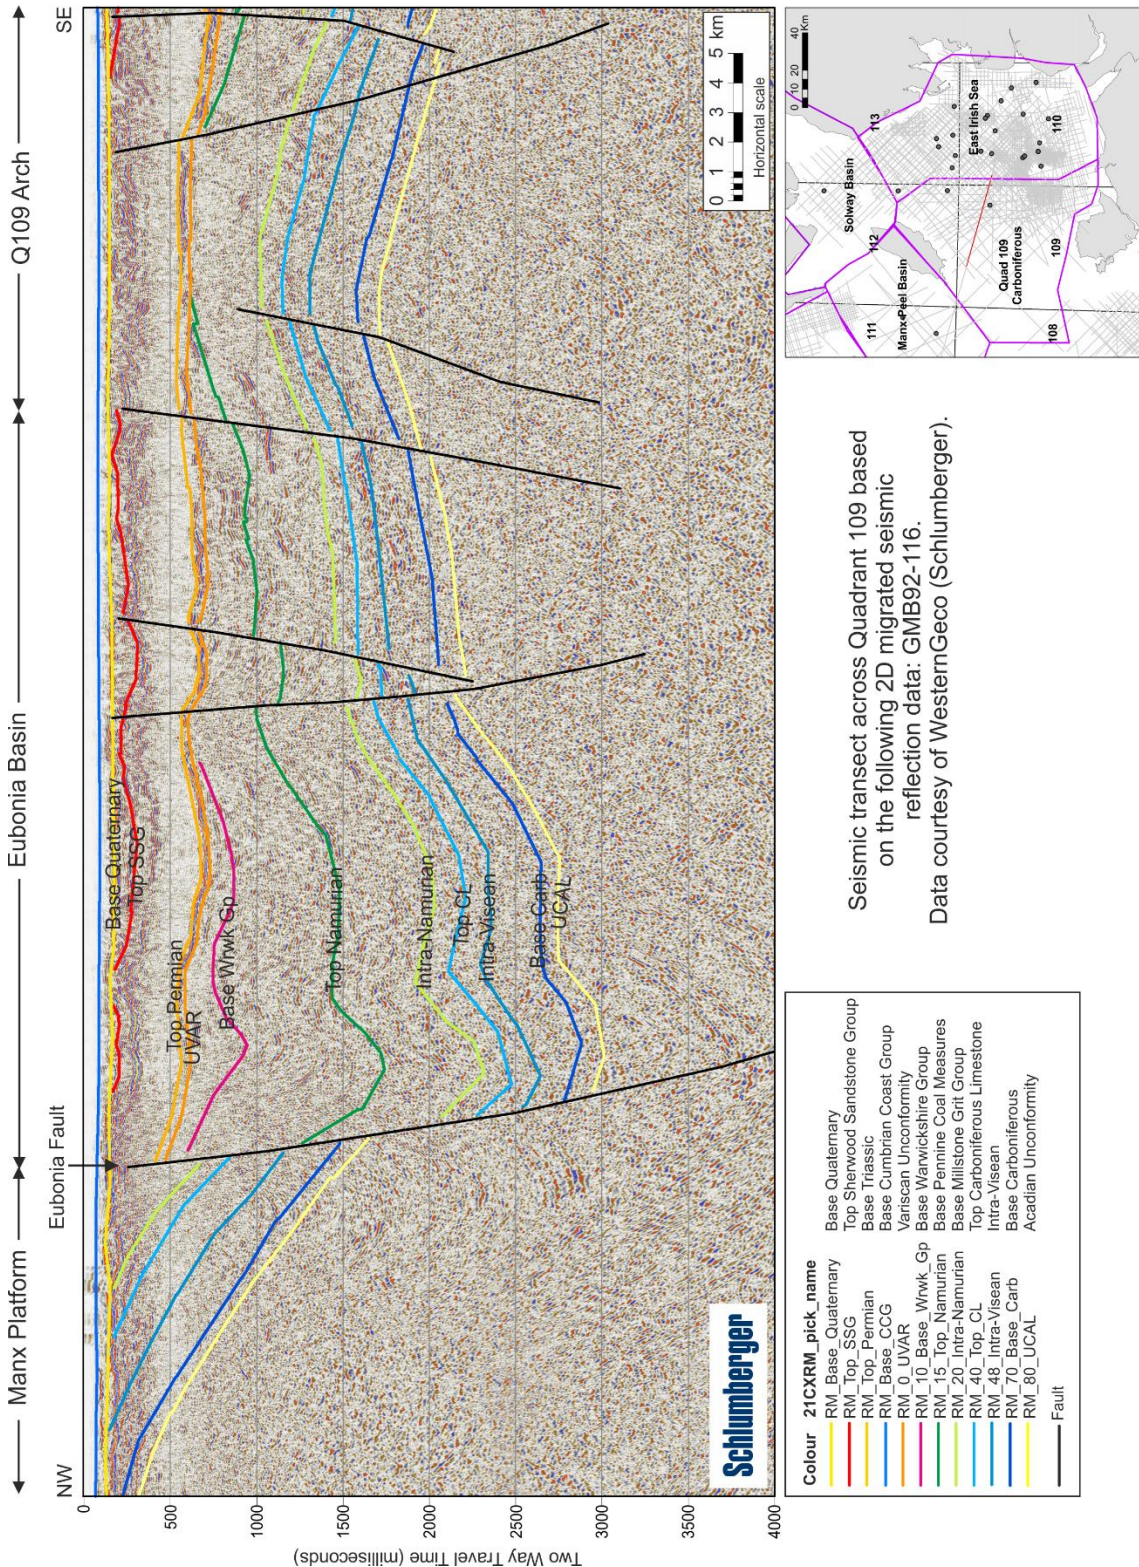 NW
SE
Manx Platform
Eubonia Basin
Q109 Arch
Eubonia Fault
Two Way Travel Time (milliseconds)
0
500
1000
1500
2000
2500
3000
3500
4000
Base Quaternary
Top SSG
Top Permian
UVAR
Base Wrwk Gp
Top Namurian
Intra-Namurian
Top CL
Intra-Visean
Base Carb
UCAL
0 1 2 3 4 5 km
Horizontal scale
Schlumberger
Colour 21CXRM_pick_name
RM_Base_Quaternary Base Quaternary
RM_Top_SSG Top Sherwood Sandstone Group
RM_Top_Permian Base Triassic
RM_Base_CCG Base Cumbrian Coast Group
RM_0_UVAR Variscan Unconformity
RM_10_Base_Wrwk_Gp Base Warwickshire Group
RM_15_Top_Namurian Base Pennine Coal Measures
RM_20_Intra-Namurian Base Millstone Grit Group
RM_40_Top_CL Top Carboniferous Limestone
RM_48_Intra-Visean Intra-Visean
RM_70_Base_Carb Base Carboniferous
RM_80_UCAL Acadian Unconformity
Fault
Seismic transect across Quadrant 109 based
on the following 2D migrated seismic
reflection data: GMB92-116.
Data courtesy of WesternGeco (Schlumberger).
0 10 20 40
Km
111
112
113
Manx-Peel Basin
Solway Basin
East Irish Sea
Quad 109
Carboniferous
108
109
110